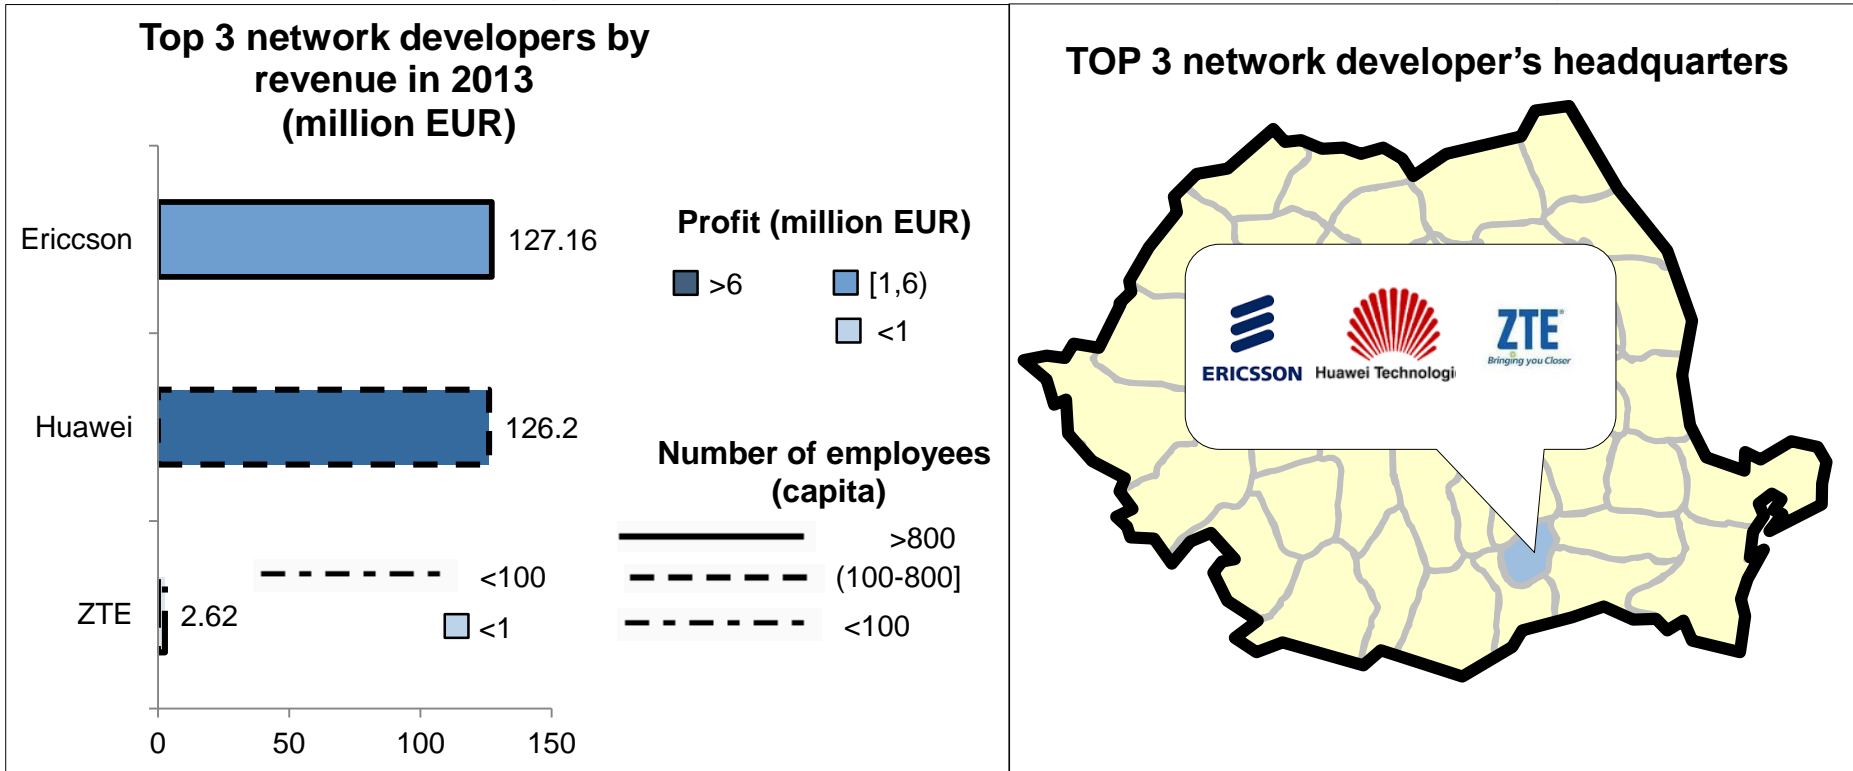 Top 3 network developers by
revenue in 2013
(million EUR)
Ericcson
127.16
Huawei
126.2
ZTE
2.62
<100
<1
0
50
100
150
Profit (million EUR)
>6
[1,6)
<1
Number of employees
(capita)
>800
(100-800]
<100
TOP 3 network developer’s headquarters
ERICSSON
Huawei Technologi
ZTE
Bringing you Closer